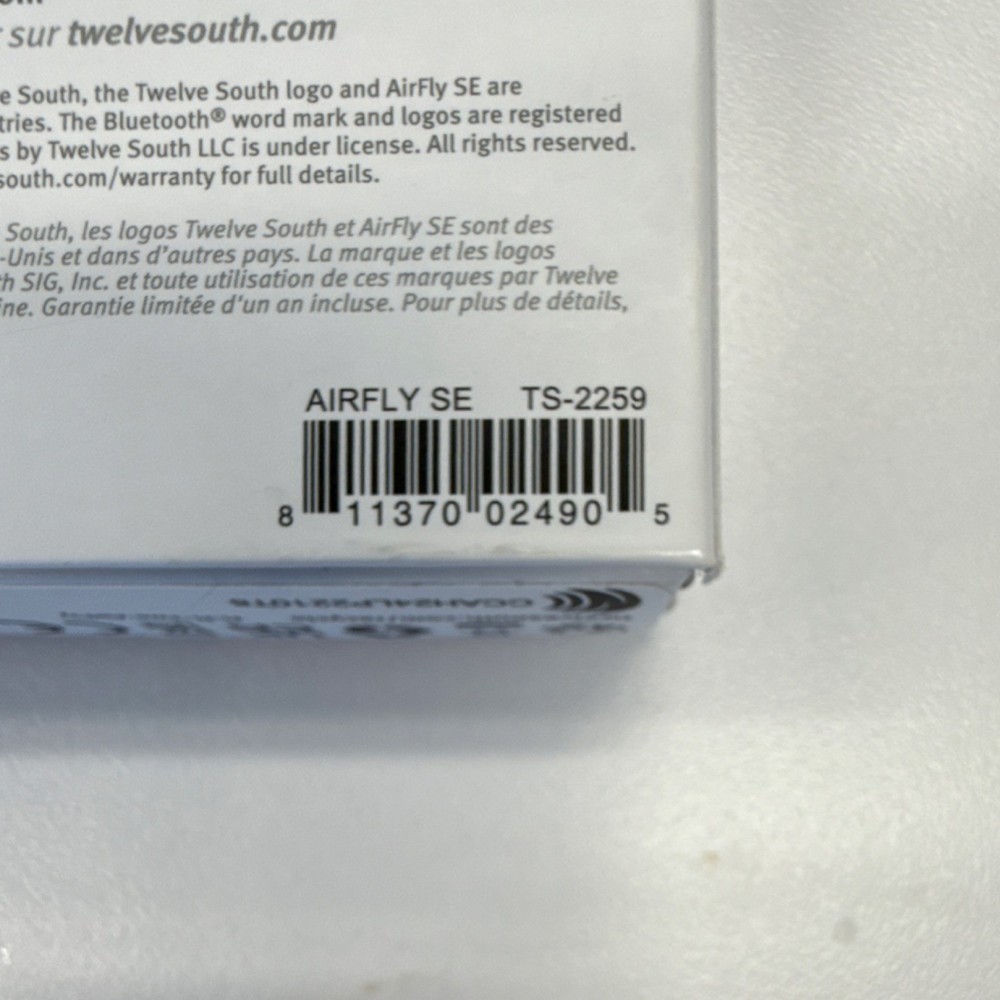 sur twelvesouth.com
e South, the Twelve South logo and AirFly SE are
tries. The Bluetooth® word mark and logos are registered
s by Twelve South LLC is under license. All rights reserved.
south.com/warranty for full details.
South, les logos Twelve South et AirFly SE sont des
-Unis et dans d'autres pays. La marque et les logos
h SIG, Inc. et toute utilisation de ces marques par Twelve
ne. Garantie limitée d'un an incluse. Pour plus de détails,
AIRFLY SE TS-2259
8 11370 02490 5